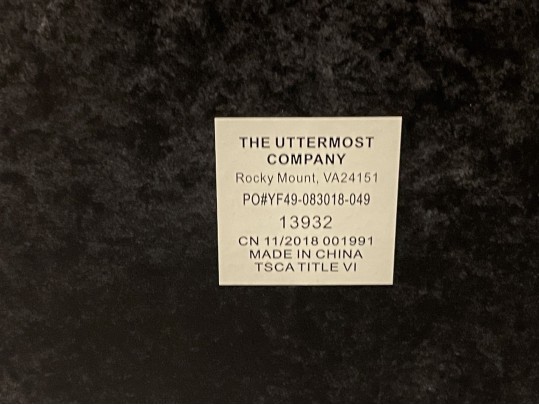 THE UTTERMOST
COMPANY
Rocky Mount, VA24151
PO#YF49-083018-049
13932
CN 11/2018 001991
MADE IN CHINA
TSCA TITLE VI